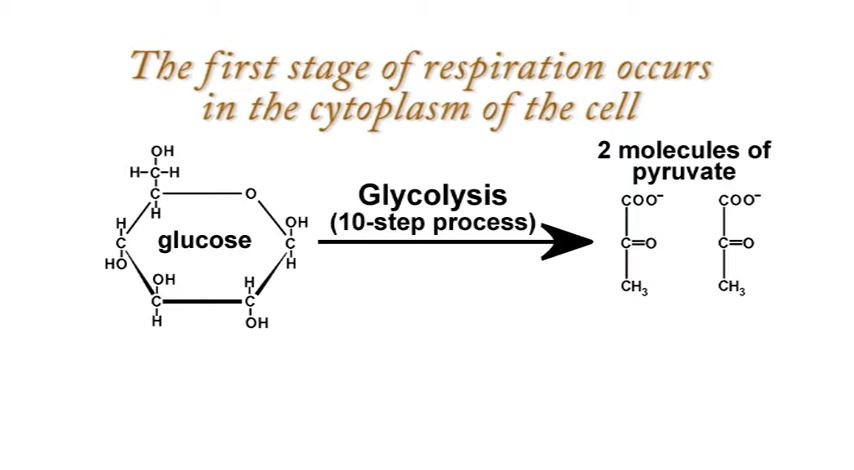 The first stage of respiration occurs
in the cytoplasm of the cell
2 molecules of
pyruvate
Glycolysis
(10-step process)
glucose
OH
H-C-H
C
O
H
H
C
HO
OH
C
H
OH
C
H
H
C
OH
COO⁻
C=O
CH₃
COO⁻
C=O
CH₃